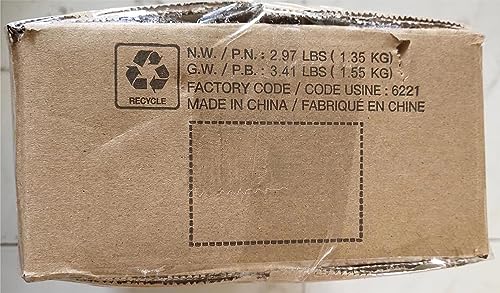 N.W. / P.N. : 2.97 LBS ( 1.35 KG)
G.W. / P.B. : 3.41 LBS ( 1.55 KG)
FACTORY CODE / CODE USINE : 6221
MADE IN CHINA / FABRIQUÉ EN CHINE
RECYCLE